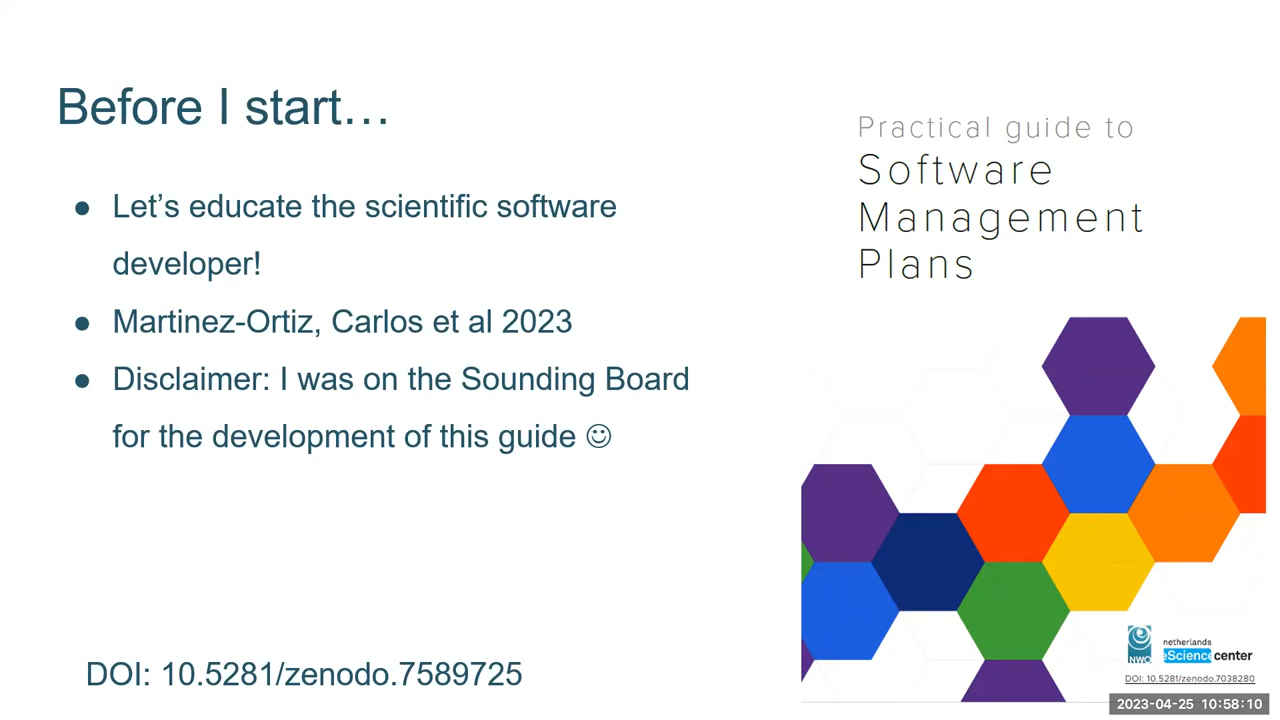 Before I start…
● Let’s educate the scientific software
developer!
● Martinez-Ortiz, Carlos et al 2023
● Disclaimer: I was on the Sounding Board
for the development of this guide ☺
DOI: 10.5281/zenodo.7589725
Practical guide to
Software
Management
Plans
NWO
netherlands
eScience center
DOI: 10.5281/zenodo.7038280
2023-04-25 10:58:10